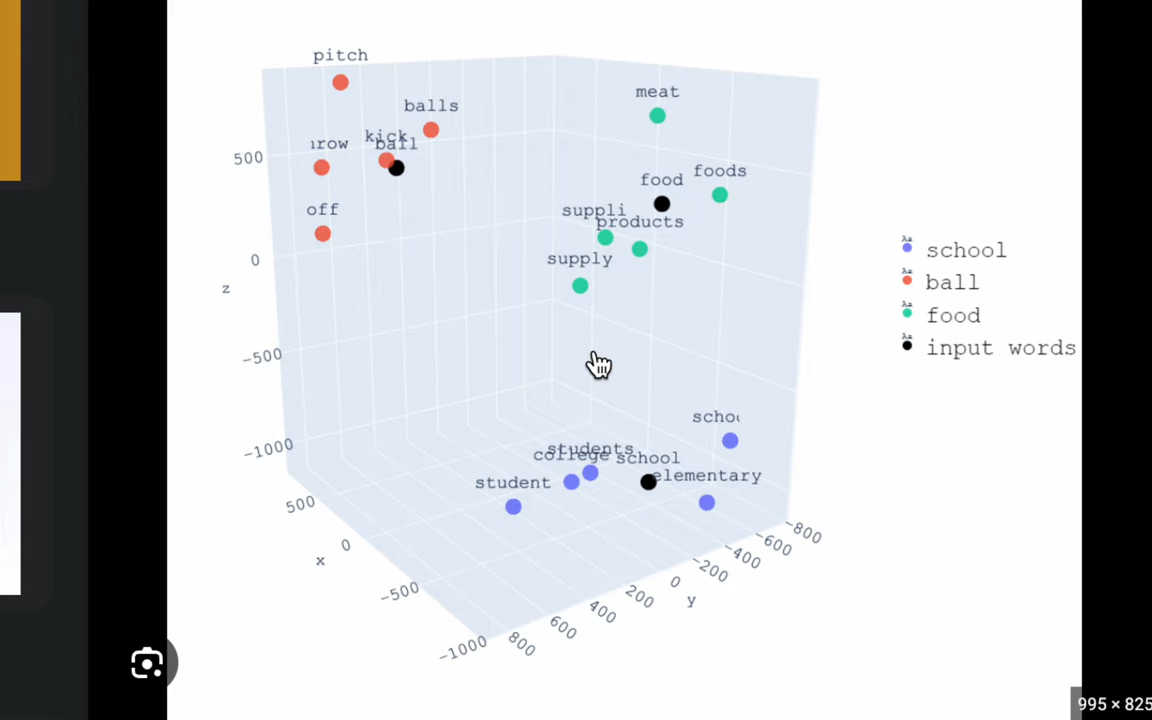 pitch
meat
balls
kick
ball
ırow
500
foods
food
off
suppli
products
school
0
supply
ball
z
food
input words
-500
schoo
-1000
students
college
school
elementary
student
500
-800
0
-600
x
-400
-200
-500
0
200
y
400
600
-1000
800
995 × 825